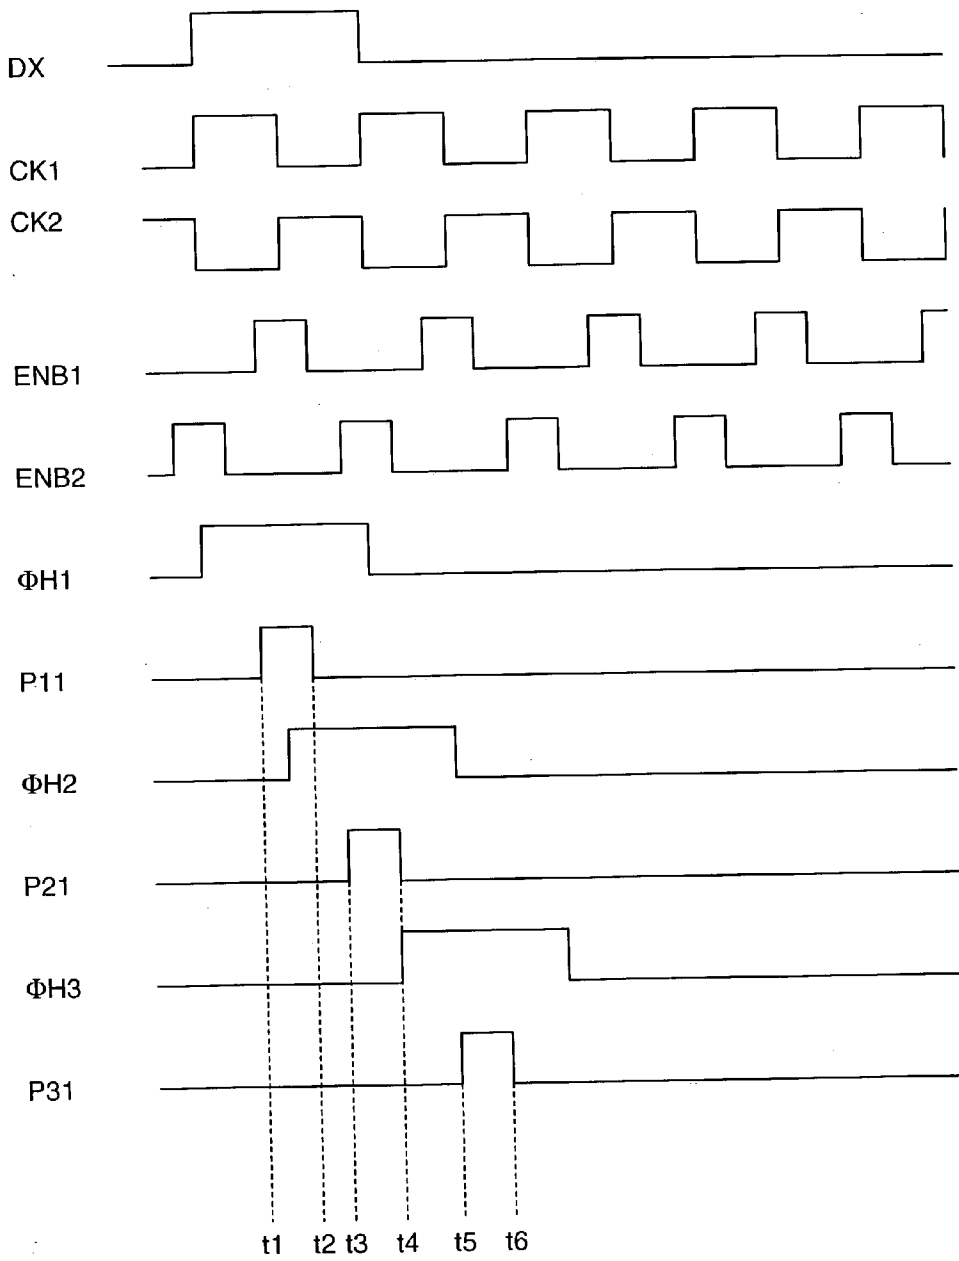 DX
CK1
CK2
ENB1
ENB2
ΦH1
P11
ΦH2
P21
ΦH3
P31
t1 t2 t3 t4 t5 t6